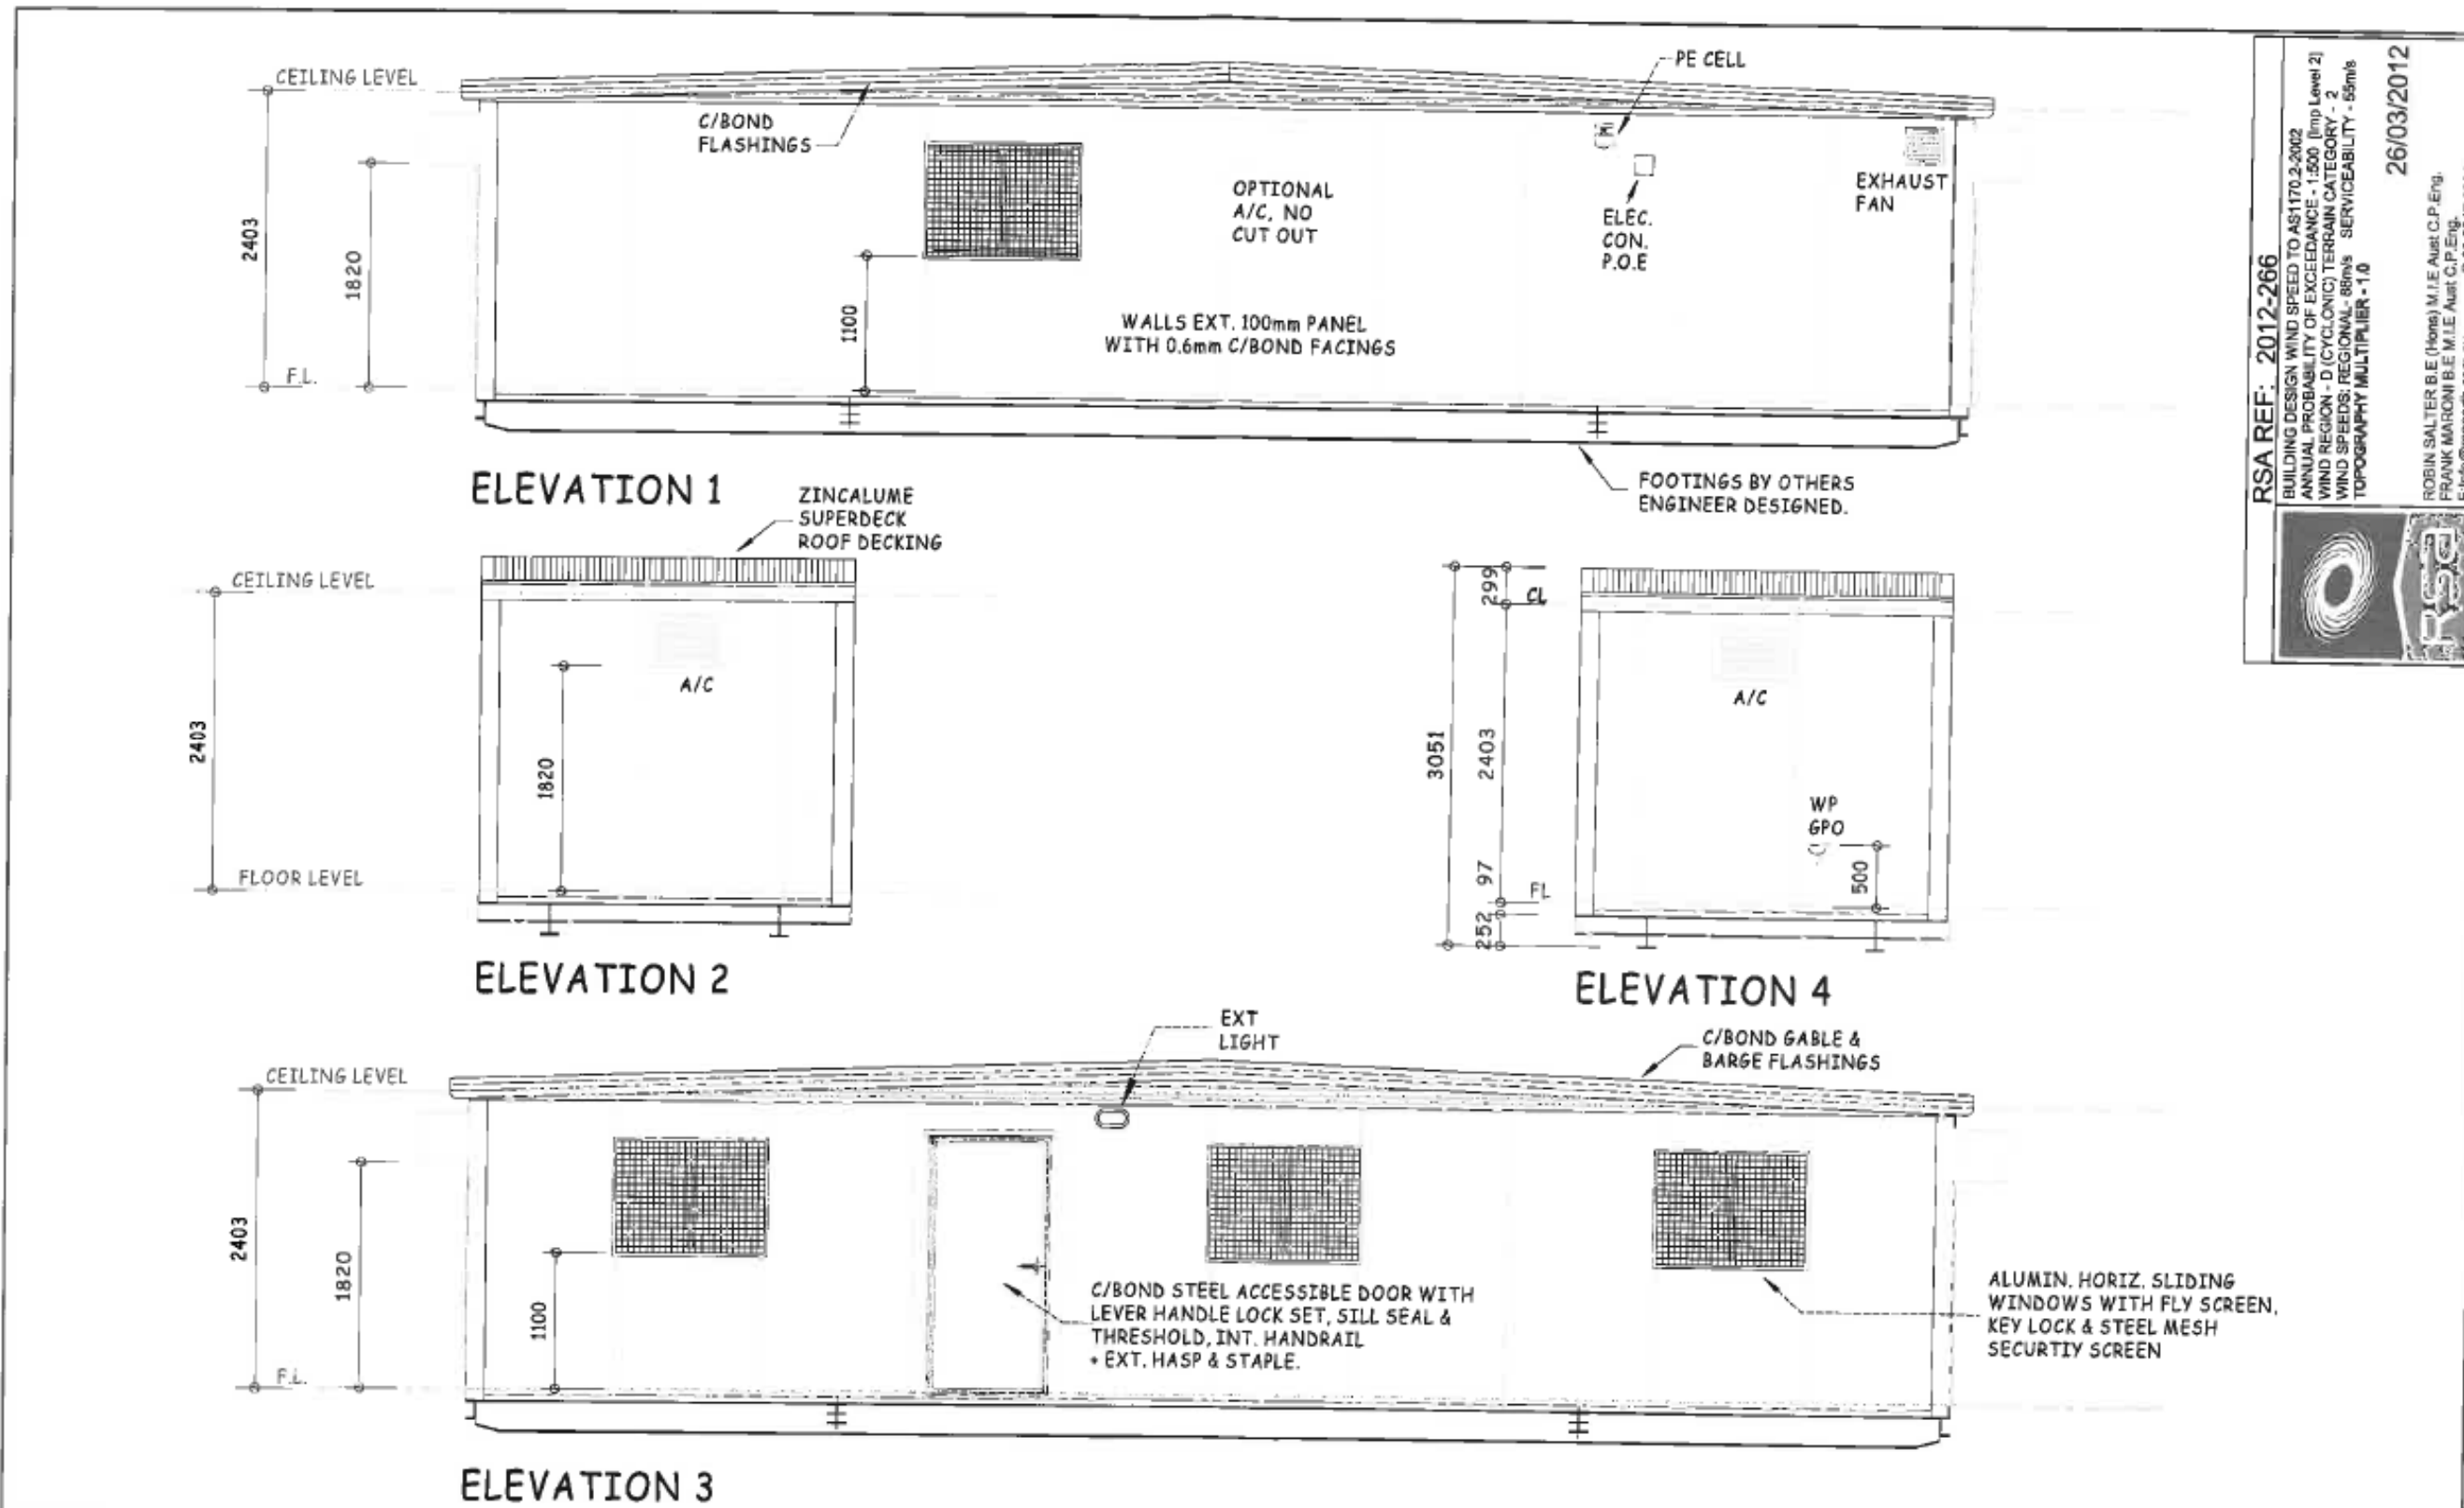 CEILING LEVEL
2403
1820
F.L.
C/BOND
FLASHINGS
1100
OPTIONAL
A/C, NO
CUT OUT
WALLS EXT. 100mm PANEL
WITH 0.6mm C/BOND FACINGS
PE CELL
ELEC.
CON.
P.O.E
EXHAUST
FAN
FOOTINGS BY OTHERS
ENGINEER DESIGNED.
ELEVATION 1
ZINCALUME
SUPERDECK
ROOF DECKING
CEILING LEVEL
2403
FLOOR LEVEL
1820
A/C
ELEVATION 2
3051
299
CL
2403
97
FL
252
A/C
WP
GPO
500
ELEVATION 4
EXT
LIGHT
C/BOND GABLE &
BARGE FLASHINGS
CEILING LEVEL
2403
1820
F.L.
1100
C/BOND STEEL ACCESSIBLE DOOR WITH
LEVER HANDLE LOCK SET, SILL SEAL &
THRESHOLD, INT. HANDRAIL
+ EXT. HASP & STAPLE.
ALUMIN. HORIZ. SLIDING
WINDOWS WITH FLY SCREEN,
KEY LOCK & STEEL MESH
SECURTIY SCREEN
ELEVATION 3
RSA REF: 2012-266
BUILDING DESIGN WIND SPEED TO AS1170.2-2002
ANNUAL PROBABILITY OF EXCEEDANCE - 1:500 [Imp Level 2]
WIND REGION - D (CYCLONIC) TERRAIN CATEGORY - 2
WIND SPEEDS: REGIONAL - 88m/s SERVICEABILITY - 55m/s
TOPOGRAPHY MULTIPLIER - 1.0
26/03/2012
ROBIN SALTER B.E (Hons) M.I.E Aust C.P.Eng.
FRANK MARONI B.E M.I.E Aust C.P.Eng.
rsa